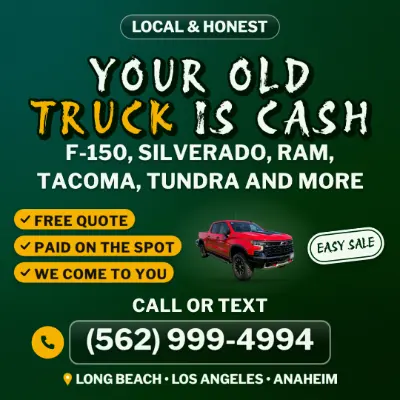 LOCAL & HONEST
YOUR OLD
TRUCK IS CASH
F-150, SILVERADO, RAM,
TACOMA, TUNDRA AND MORE
FREE QUOTE
PAID ON THE SPOT
WE COME TO YOU
EASY SALE
CALL OR TEXT
(562) 999-4994
LONG BEACH • LOS ANGELES • ANAHEIM